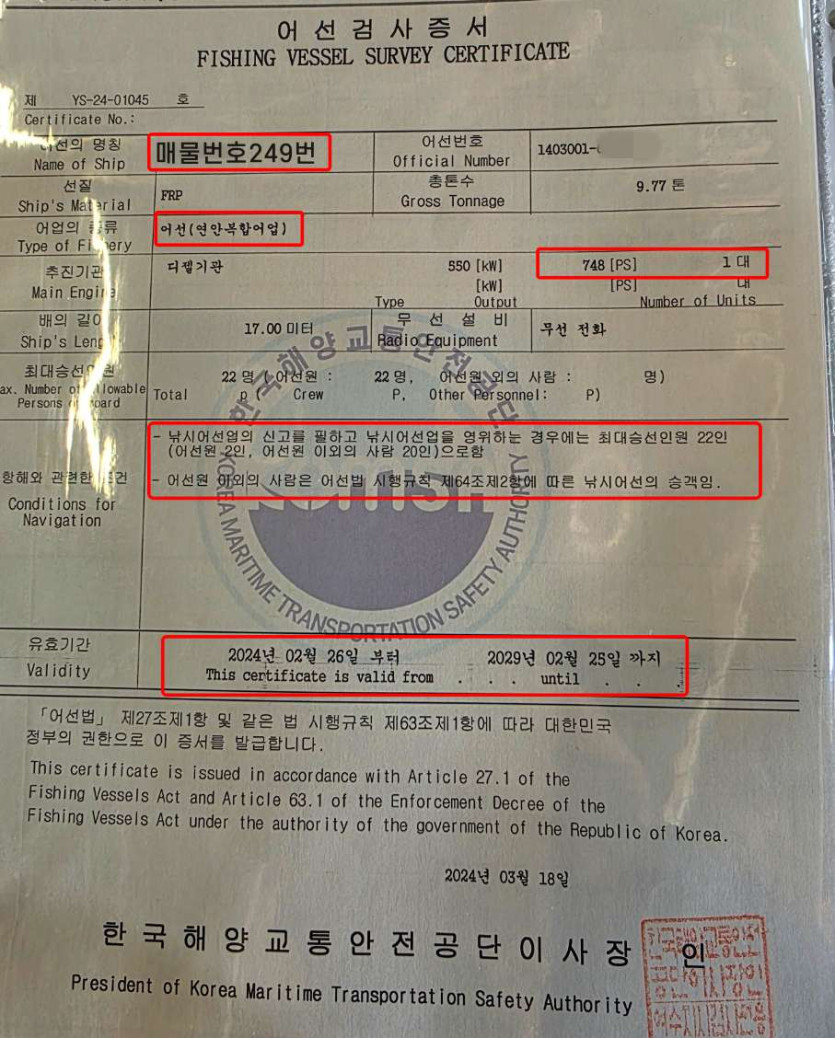 어 선 검 사 증 서
FISHING VESSEL SURVEY CERTIFICATE
제 YS-24-01045 호
Certificate No.:
어선의 명칭
Name of Ship
매물번호249번
어선번호
Official Number
1403001-
선질
Ship's Material
FRP
총톤수
Gross Tonnage
9.77 톤
어업의 종류
Type of Fishery
어선(연안복합어업)
추진기관
Main Engine
디젤기관
550 [kW] 748 [PS] 1 대
[kW] [PS] 대
Type Output Number of Units
배의 길이
Ship's Length
17.00 미터
무 선 설 비
Radio Equipment
무선 전화
최대승선인원
Max. Number of Allowable
Persons Board
22 명 ( 어선원 : 22 명, 어선원 외의 사람 : 명)
Total p ( Crew P, Other Personnel: P)
항해와 관련한 조건
Conditions for
Navigation
- 낚시어선업의 신고를 필하고 낚시어선업을 영위하는 경우에는 최대승선인원 22인
(어선원 2인, 어선원 이외의 사람 20인)으로함
- 어선원 이외의 사람은 어선법 시행규칙 제64조제2항에 따른 낚시어선의 승객임.
한국해양교통안전공단
KOREA MARITIME TRANSPORTATION SAFETY AUTHORITY
KOMSA
유효기간
Validity
2024년 02월 26일 부터 2029년 02월 25일 까지
This certificate is valid from . . . until . . .
「어선법」 제27조제1항 및 같은 법 시행규칙 제63조제1항에 따라 대한민국
정부의 권한으로 이 증서를 발급합니다.
This certificate is issued in accordance with Article 27.1 of the
Fishing Vessels Act and Article 63.1 of the Enforcement Decree of the
Fishing Vessels Act under the authority of the government of the Republic of Korea.
2024년 03월 18일
한 국 해 양 교 통 안 전 공 단 이 사 장 인
President of Korea Maritime Transportation Safety Authority